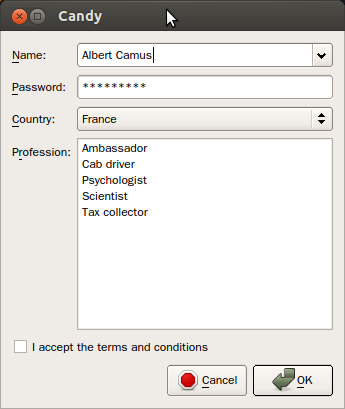 Candy
Name: Albert Camus
Password: *********
Country: France
Profession: Ambassador
Cab driver
Psychologist
Scientist
Tax collector
I accept the terms and conditions
Cancel OK